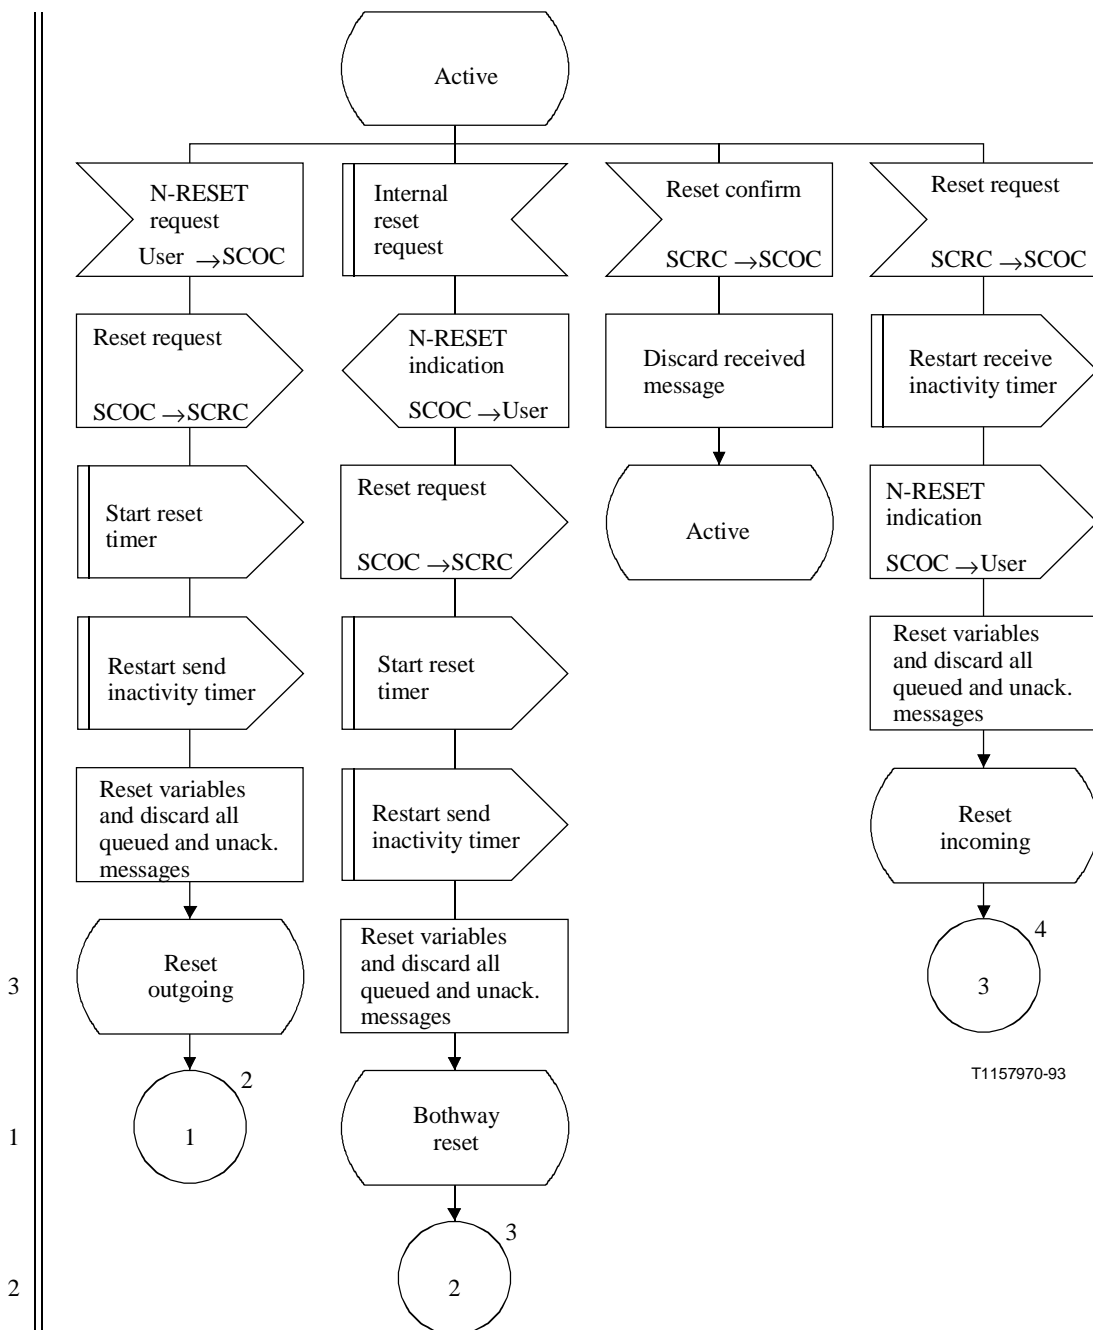 Active
N-RESET
request
User →SCOC
Internal
reset
request
Reset confirm
SCRC →SCOC
Reset request
SCRC →SCOC
Reset request
SCOC →SCRC
N-RESET
indication
SCOC →User
Discard received
message
Restart receive
inactivity timer
Start reset
timer
Reset request
SCOC →SCRC
Active
N-RESET
indication
SCOC →User
Restart send
inactivity timer
Start reset
timer
Reset variables
and discard all
queued and unack.
messages
Reset variables
and discard all
queued and unack.
messages
Restart send
inactivity timer
Reset
incoming
3
Reset
outgoing
Reset variables
and discard all
queued and unack.
messages
4
3
T1157970-93
1
2
1
Bothway
reset
2
3
2